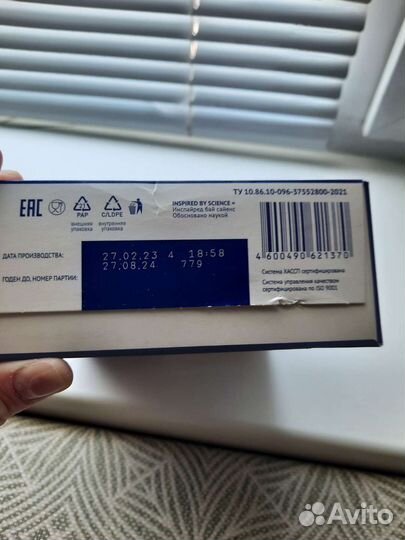 ТУ 10.86.10-096-37552800-2021
EAC
21
PAP
внешняя
упаковка
C/LDPE
внутренняя
упаковка
INSPIRED BY SCIENCE +
Инспайред бай сайенс
Обосновано наукой
ДАТА ПРОИЗВОДСТВА: 27.02.23 4 18:58
ГОДЕН ДО, НОМЕР ПАРТИИ: 27.08.24 779
4 600490 621370
Система ХАССП сертифицирована
Система управления качеством
сертифицирована по ISO 9001
Avito